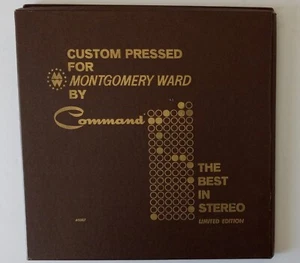 CUSTOM PRESSED
FOR
MONTGOMERY WARD
BY
Command
THE
BEST
IN
STEREO
LIMITED EDITION